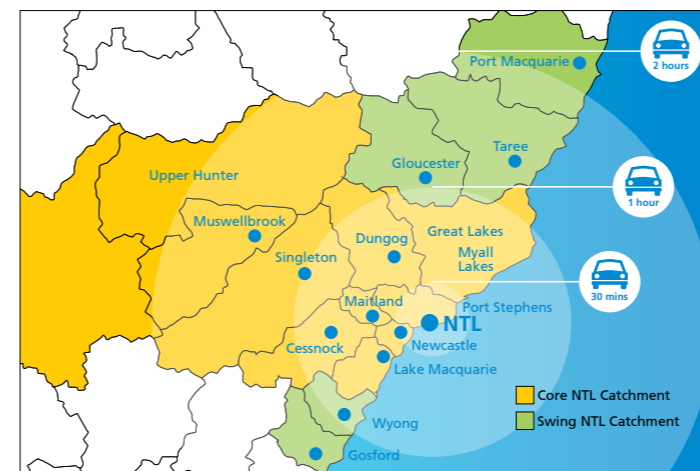 Port Macquarie
2 hours
Taree
Gloucester
Upper Hunter
1 hour
Muswellbrook
Great Lakes
Dungog
Myall
Lakes
Singleton
30 mins
Maitland
Port Stephens
NTL
Newcastle
Cessnock
Lake Macquarie
Core NTL Catchment
Swing NTL Catchment
Wyong
Gosford